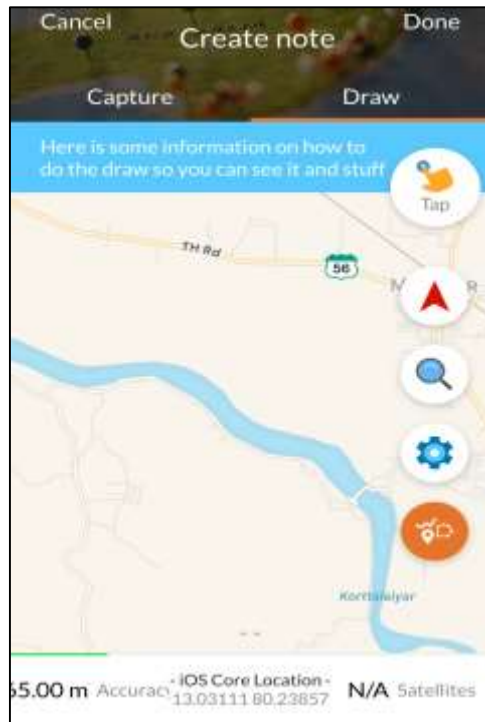 Cancel
Create note
Done
Capture
Draw
Here is some information on how to
do the draw so you can see it and stuff
Tap
TH Rd
56
M
R
Korttalaiyar
65.00 m Accuracy
- iOS Core Location -
13.03111 80.23857
N/A Satellites